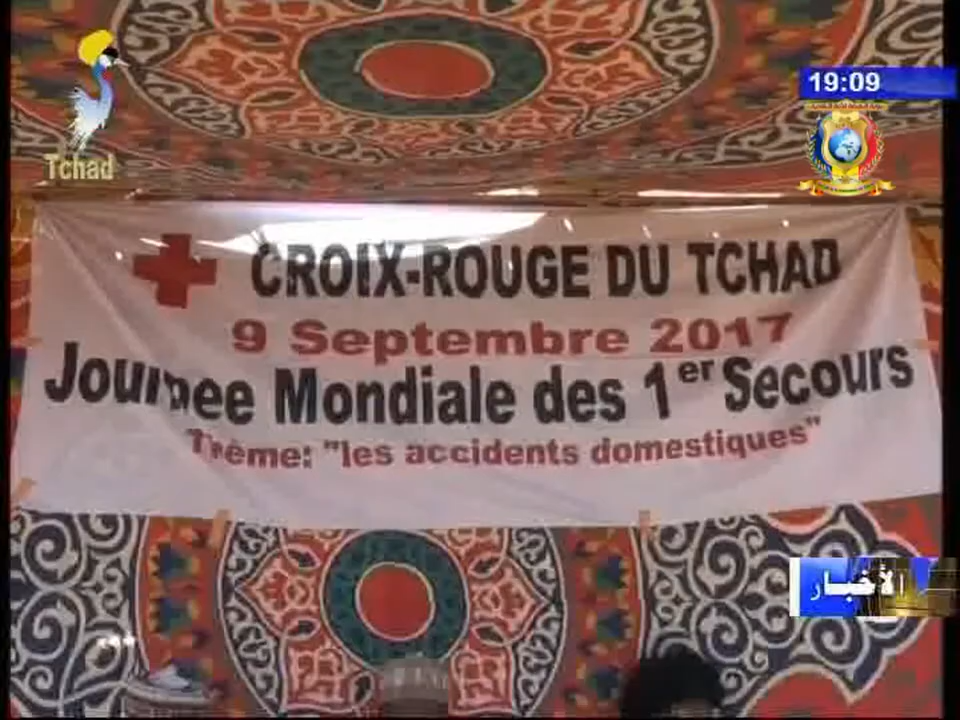 Tchad
19:09
CROIX-ROUGE DU TCHAD
9 Septembre 2017
Journee Mondiale des 1er Secours
Thème: "les accidents domestiques"
الأخبار